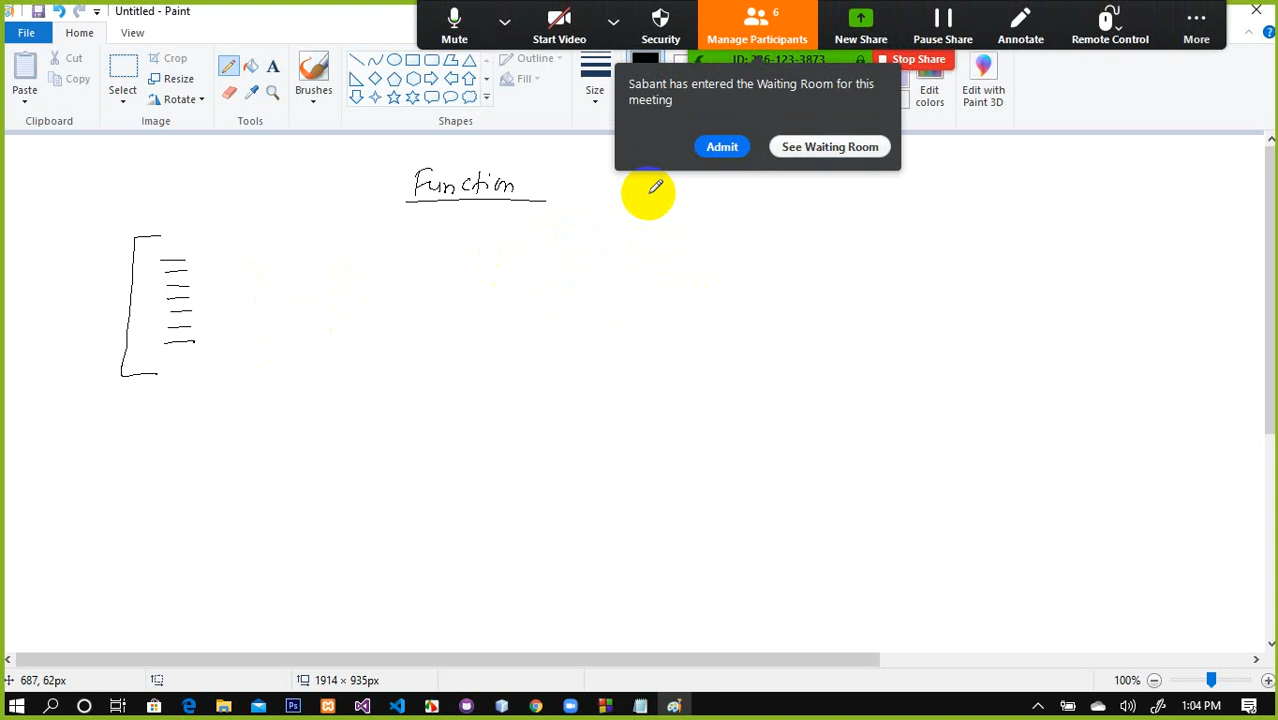 Untitled - Paint
File Home View
Mute Start Video Security 6 Manage Participants New Share Pause Share Annotate Remote Control More
Stop Share
Paste Cut Copy Clipboard
Select Crop Resize Rotate Image
Tools
Brushes
Shapes
Outline Fill
Size
Edit colors
Edit with Paint 3D
Sabant has entered the Waiting Room for this meeting
Admit See Waiting Room
Function
687, 62px
1914 × 935px
100%
1:04 PM